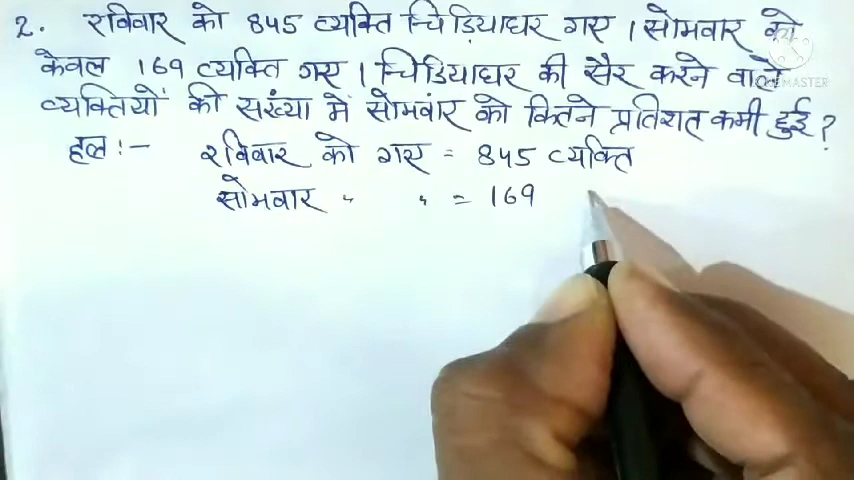 2. रविवार को 845 व्यक्ति चिड़ियाघर गए । सोमवार को
केवल 169 व्यक्ति गए । चिडियाघर की सैर करने वाले
व्यक्तियों की सख्या में सोमवार को कितने प्रतिशत कमी हुई ?
हल :- रविवार को गए = 845 व्यक्ति
सोमवार " " = 169